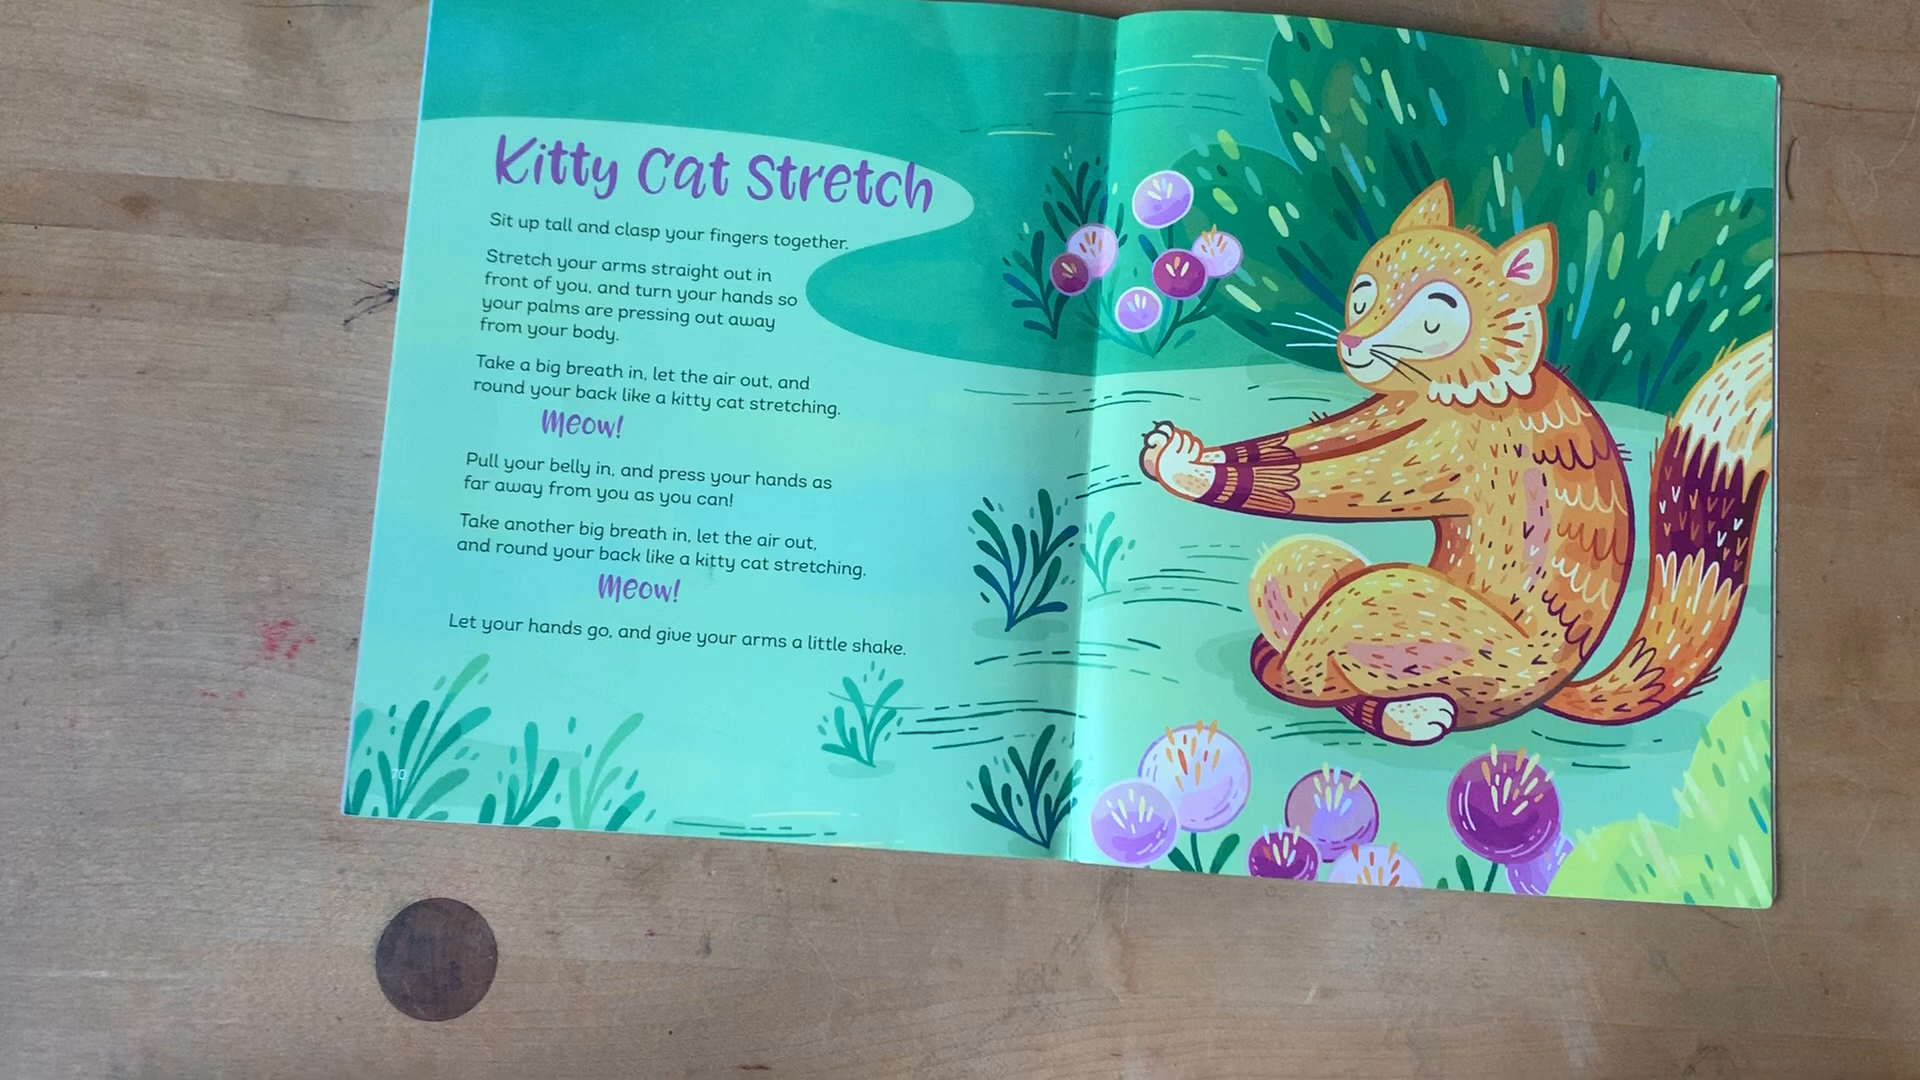 Kitty Cat Stretch
Sit up tall and clasp your fingers together.
Stretch your arms straight out in
front of you, and turn your hands so
your palms are pressing out away
from your body.
Take a big breath in, let the air out, and
round your back like a kitty cat stretching.
Meow!
Pull your belly in, and press your hands as
far away from you as you can!
Take another big breath in, let the air out,
and round your back like a kitty cat stretching.
Meow!
Let your hands go, and give your arms a little shake.
70